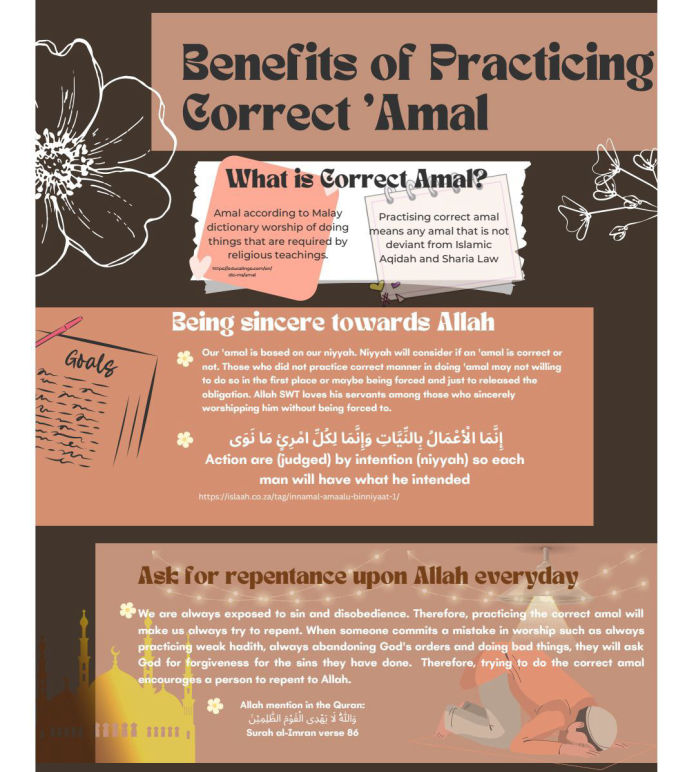 Benefits of Practicing
Correct 'Amal
What is Correct Amal?
Amal according to Malay
dictionary worship of doing
things that are required by
religious teachings.
https://educalingo.com/en/
dic-ms/amal
Practising correct amal
means any amal that is not
deviant from Islamic
Aqidah and Sharia Law
Being sincere towards Allah
Goals
Our 'amal is based on our niyyah. Niyyah will consider if an 'amal is correct or
not. Those who did not practice correct manner in doing 'amal may not willing
to do so in the first place or maybe being forced and just to released the
obligation. Allah SWT loves his servants among those who sincerely
worshipping him without being forced to.
إِنَّمَا الْأَعْمَالُ بِالنِّيَّاتِ وَإِنَّمَا لِكُلِّ امْرِئٍ مَا نَوَى
Action are (judged) by intention (niyyah) so each
man will have what he intended
https://islaah.co.za/tag/innamal-amaalu-binniyaat-1/
Ask for repentance upon Allah everyday
We are always exposed to sin and disobedience. Therefore, practicing the correct amal will
make us always try to repent. When someone commits a mistake in worship such as always
practicing weak hadith, always abandoning God's orders and doing bad things, they will ask
God for forgiveness for the sins they have done. Therefore, trying to do the correct amal
encourages a person to repent to Allah.
Allah mention in the Quran:
وَاللَّهُ لَا يَهْدِى الْقَوْمَ الظَّلِمِيْنَ
Surah al-Imran verse 86